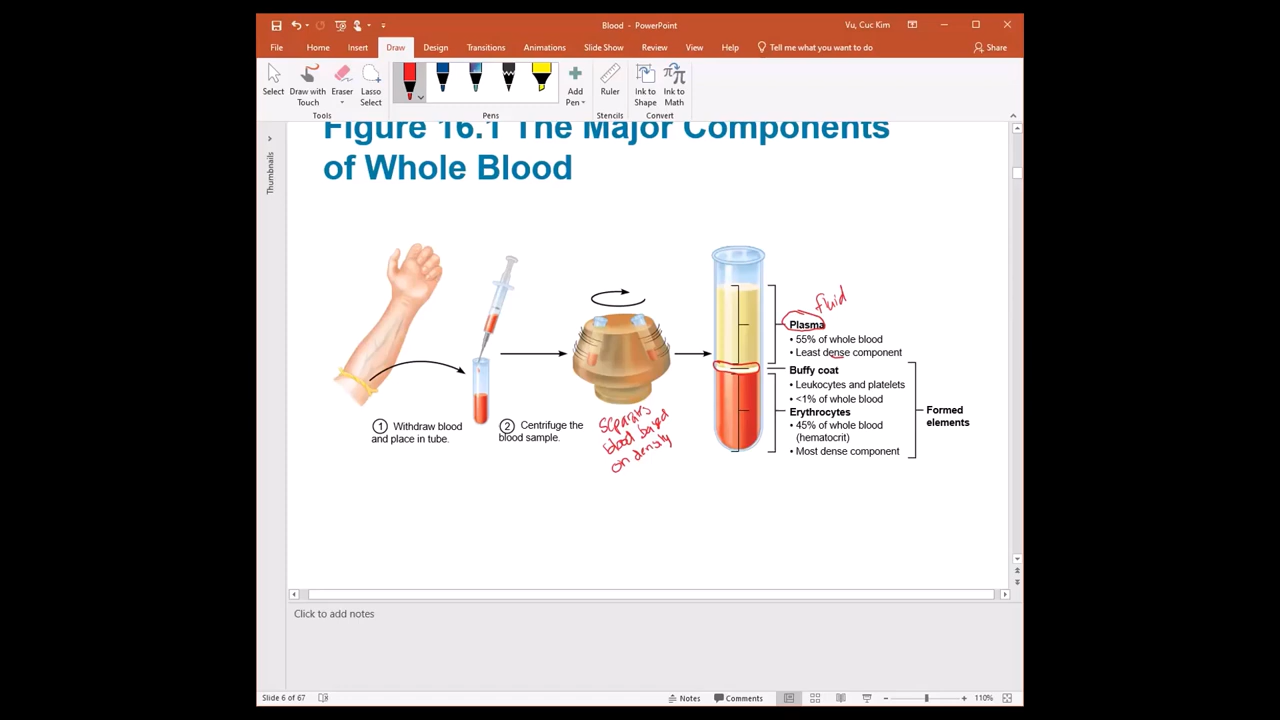 Blood - PowerPoint
Vu, Cuc Kim
File Home Insert Draw Design Transitions Animations Slide Show Review View Help Tell me what you want to do Share
Select
Draw with Touch
Eraser
Lasso Select
Add Pen
Ruler
Ink to Shape
Ink to Math
Tools Pens Stencils Convert
Thumbnails
Figure 16.1 The Major Components
of Whole Blood
fluid
Plasma
• 55% of whole blood
• Least dense component
Buffy coat
• Leukocytes and platelets
• <1% of whole blood
Erythrocytes
• 45% of whole blood
(hematocrit)
• Most dense component
Formed
elements
1 Withdraw blood
and place in tube.
2 Centrifuge the
blood sample.
separates
blood based
on density
Click to add notes
Slide 6 of 67
Notes Comments 110%